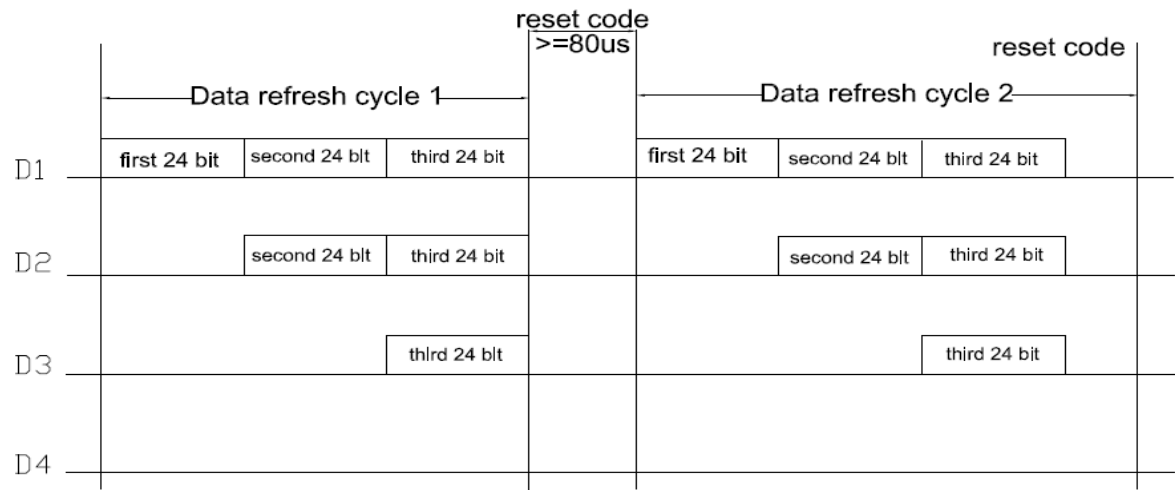 reset code
>=80us
reset code
Data refresh cycle 1
Data refresh cycle 2
D1 first 24 bit second 24 blt third 24 bit first 24 bit second 24 blt third 24 bit
D2 second 24 blt third 24 bit second 24 blt third 24 bit
D3 thlrd 24 blt third 24 bit
D4